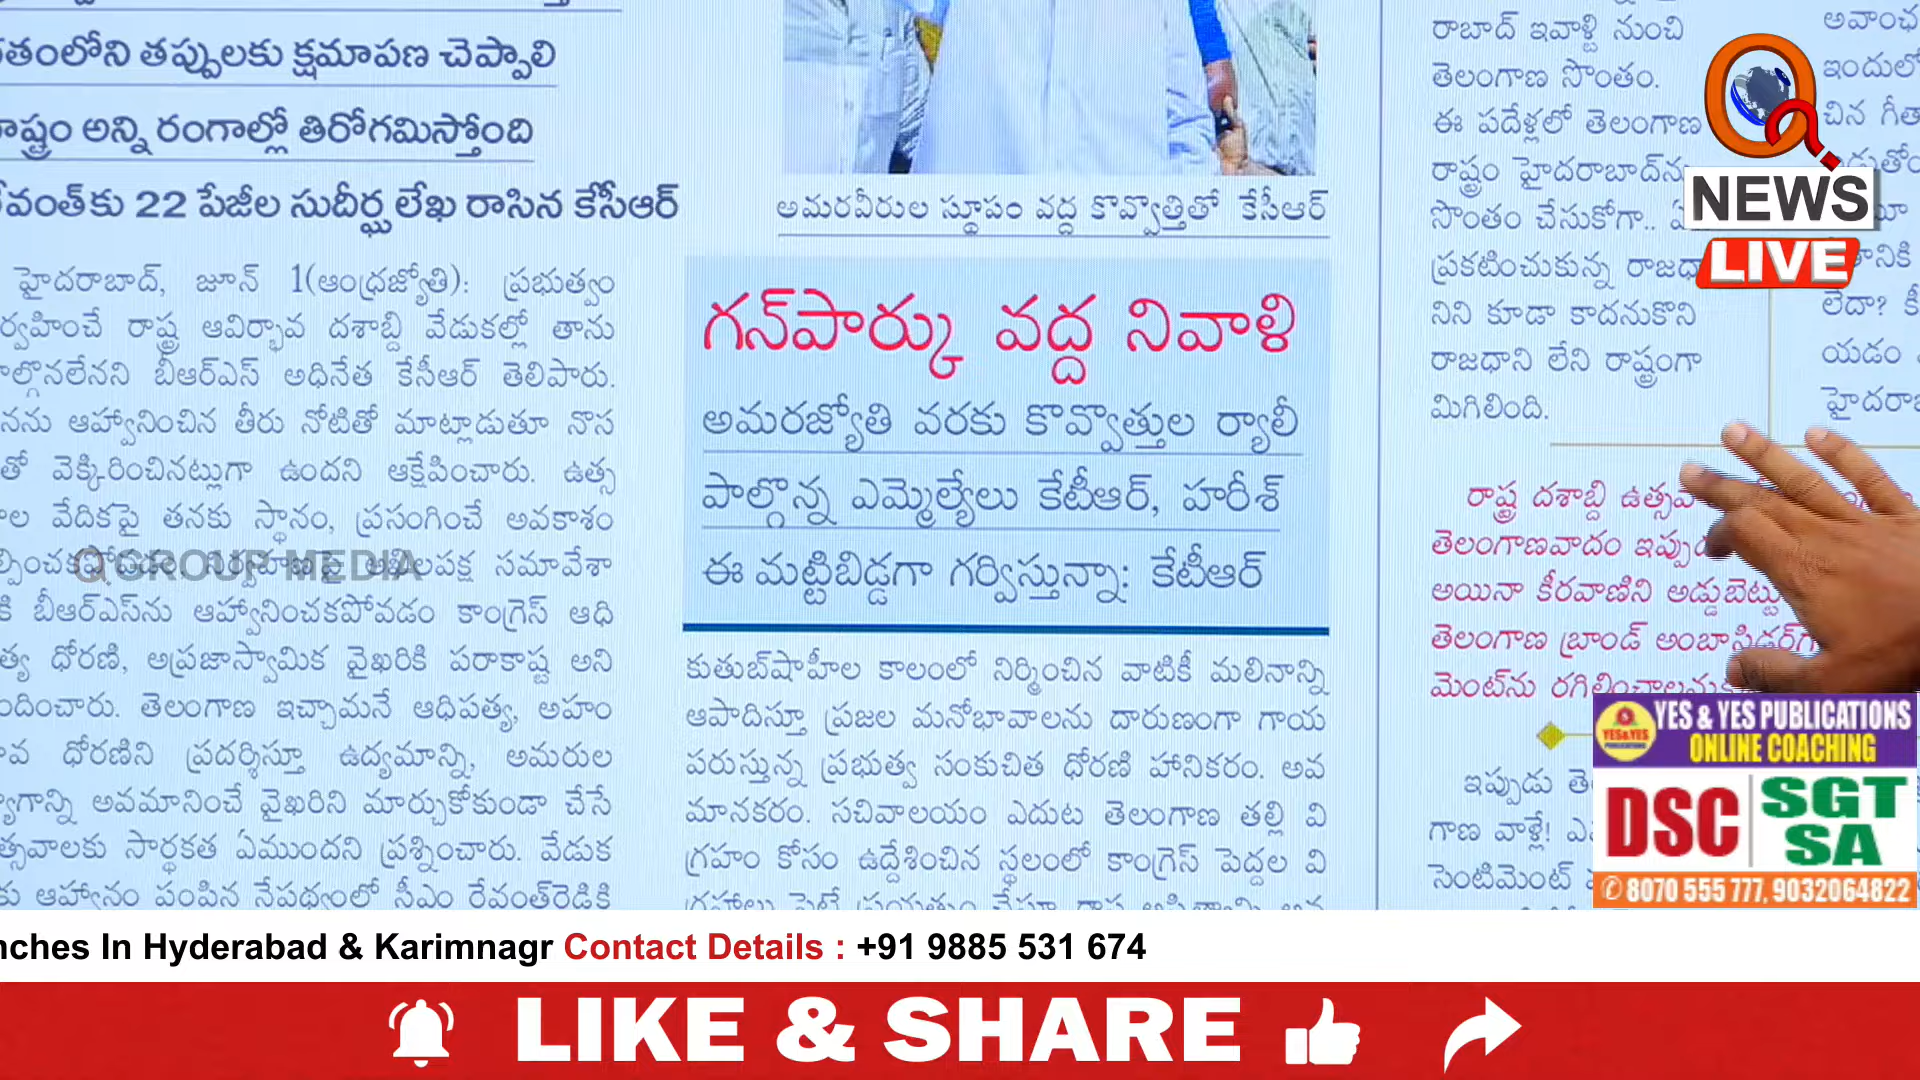 తంలోని తప్పులకు క్షమాపణ చెప్పాలి
అన్ని రంగాల్లో తిరోగమిస్తోంది
22 పేజీల సుదీర్ఘ లేఖ రాసిన కేసీఆర్
హైదరాబాద్, జూన్ 1(ఆంధ్రజ్యోతి): ప్రభుత్వం
ర్వహించే రాష్ట్ర ఆవిర్భావ దశాబ్ది వేడుకల్లో తాను
ల్గొనలేనని బీఆర్ఎస్ అధినేత కేసీఆర్ తెలిపారు.
నను ఆహ్వానించిన తీరు నోటితో మాట్లాడుతూ నొస
తో వెక్కిరించినట్లుగా ఉందని ఆక్షేపించారు. ఉత్స
ల వేదికపై తనకు స్థానం, ప్రసంగించే అవకాశం
సమావేశా
కి బీఆర్ఎస్‌ను ఆహ్వానించకపోవడం కాంగ్రెస్ ఆధి
త్య ధోరణి, అప్రజాస్వామిక వైఖరికి పరాకాష్ట అని
ందించారు. తెలంగాణ ఇచ్చామనే ఆధిపత్య, అహం
వ ధోరణిని ప్రదర్శిస్తూ ఉద్యమాన్ని, అమరుల
గాన్ని అవమానించే వైఖరిని మార్చుకోకుండా చేసే
త్సవాలకు సార్థకత ఏముందని ప్రశ్నించారు. వేడుక
కు ఆహ్వానం పంపిన నేపథ్యంలో సీఎం రేవంత్‌రెడ్డికి
QGROUP MEDIA
అమరవీరుల స్థూపం వద్ద కొవ్వొత్తితో కేసీఆర్
గన్‌పార్కు వద్ద నివాళి
అమరజ్యోతి వరకు కొవ్వొత్తుల ర్యాలీ
పాల్గొన్న ఎమ్మెల్యేలు కేటీఆర్, హరీశ్
ఈ మట్టిబిడ్డగా గర్విస్తున్నా: కేటీఆర్
కుతుబ్‌షాహీల కాలంలో నిర్మించిన వాటికీ మలినాన్ని
ఆపాదిస్తూ ప్రజల మనోభావాలను దారుణంగా గాయ
పరుస్తున్న ప్రభుత్వ సంకుచిత ధోరణి హానికరం. అవ
మానకరం. సచివాలయం ఎదుట తెలంగాణ తల్లి వి
గ్రహం కోసం ఉద్దేశించిన స్థలంలో కాంగ్రెస్ పెద్దల వి
రాబాద్ ఇవాళ్టి నుంచి
తెలంగాణ సొంతం.
ఈ పదేళ్లలో తెలంగాణ
రాష్ట్రం హైదరాబాద్‌ను
సొంతం చేసుకోగా..
ప్రకటించుకున్న రాజధా
నిని కూడా కాదనుకొని
రాజధాని లేని రాష్ట్రంగా
మిగిలింది.
రాష్ట్ర దశాబ్ది ఉత్సవా
తెలంగాణవాదం ఇప్పుడు
అయినా కీరవాణిని అడ్డుబెట్టు
తెలంగాణ బ్రాండ్ అంబాసిడర్‌గా
మెంట్‌ను
ఇప్పుడు తె
గాణ వాళ్లే!
సెంటిమెంట్
అవాంఛ
ఇందులో
చిన గీత
లేదా? కీ
యడం
హైదరాబ
Q
NEWS
LIVE
YES & YES PUBLICATIONS
ONLINE COACHING
YES&YES
PUBLICATIONS
DSC SGT
SA
8070 555 777, 9032064822
nches In Hyderabad & Karimnagr Contact Details : +91 9885 531 674
LIKE & SHARE